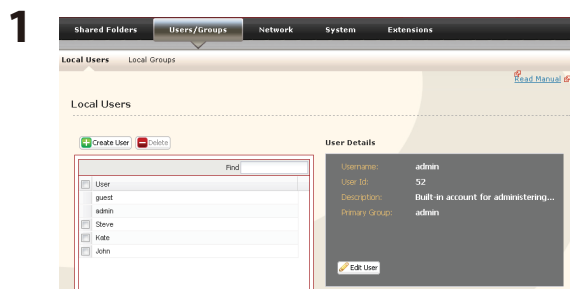 1
Shared Folders Users/Groups Network System Extensions
Local Users Local Groups
Read Manual
Local Users
Create User Delete User Details
Find
Username: admin
User User Id: 52
guest Description: Built-in account for administering...
admin Primary Group: admin
Steve
Kate
John
Edit User